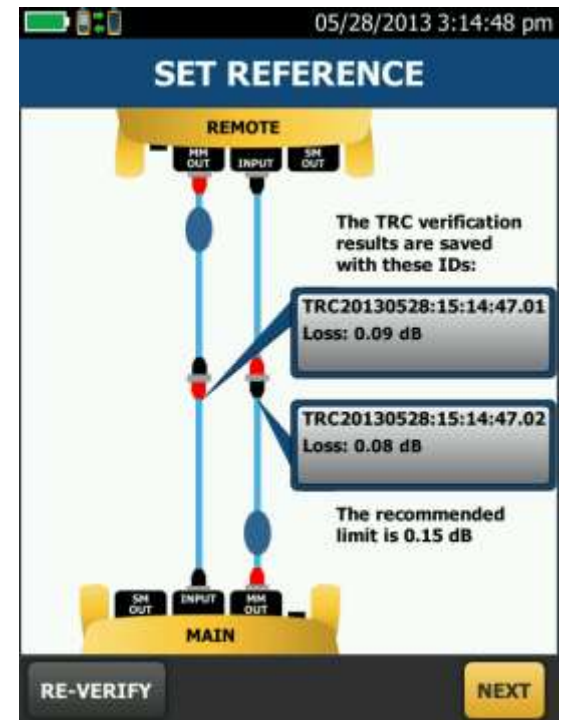 05/28/2013 3:14:48 pm
SET REFERENCE
REMOTE
MM
OUT
INPUT
SM
OUT
The TRC verification
results are saved
with these IDs:
TRC20130528:15:14:47.01
Loss: 0.09 dB
TRC20130528:15:14:47.02
Loss: 0.08 dB
The recommended
limit is 0.15 dB
SM
OUT
INPUT
MM
OUT
MAIN
RE-VERIFY
NEXT